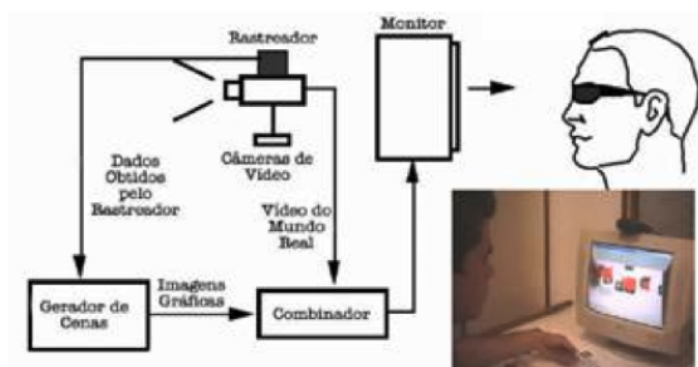 Monitor
Rastreador
Câmeras de
Vídeo
Dados
Obtidos
pelo
Rastreador
Vídeo do
Mundo
Real
Imagens
Gráficas
Gerador de
Cenas
Combinador